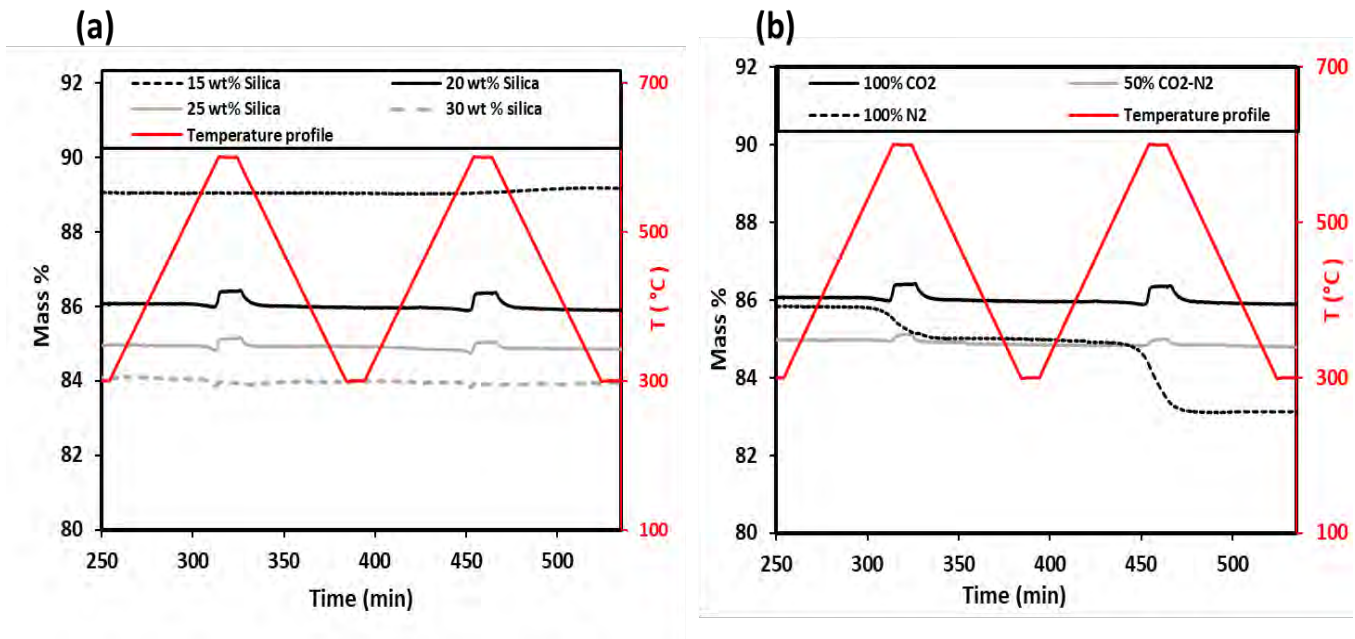 (a)
92
90
88
86
84
82
80
Mass %
15 wt% Silica
20 wt% Silica
25 wt% Silica
30 wt % silica
Temperature profile
700
500
300
100
T (°C)
250
300
350
400
450
500
Time (min)
(b)
92
90
88
86
84
82
80
Mass %
100% CO2
50% CO2-N2
100% N2
Temperature profile
700
500
300
100
T (°C)
250
300
350
400
450
500
Time (min)